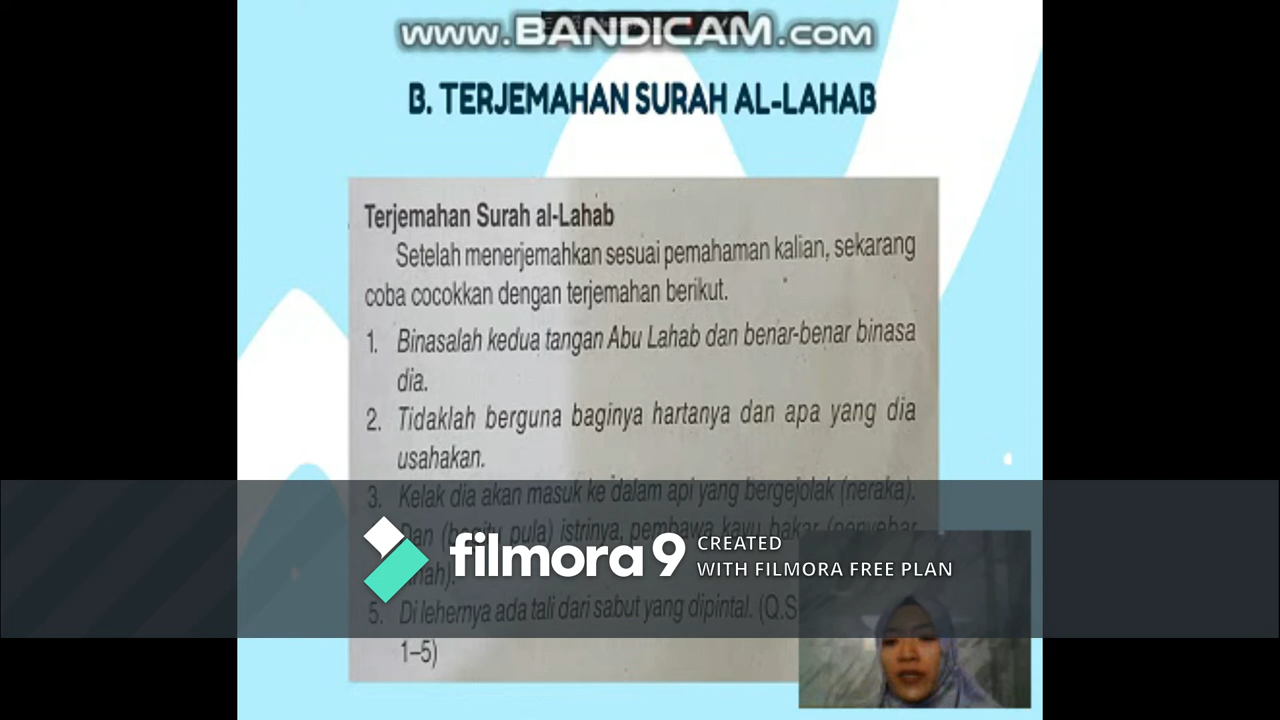 www.BANDICAM.com
B. TERJEMAHAN SURAH AL-LAHAB
Terjemahan Surah al-Lahab
Setelah menerjemahkan sesuai pemahaman kalian, sekarang
coba cocokkan dengan terjemahan berikut.
1. Binasalah kedua tangan Abu Lahab dan benar-benar binasa
dia.
2. Tidaklah berguna baginya hartanya dan apa yang dia
usahakan.
3. Kelak dia akan masuk ke dalam api yang bergejolak (neraka).
Dan (begitu pula) istrinya, pembawa kayu bakar (penyebar
filmora9 CREATED
WITH FILMORA FREE PLAN
5. Di lehernya ada tali dari sabut yang dipintal. (Q.S
1–5)